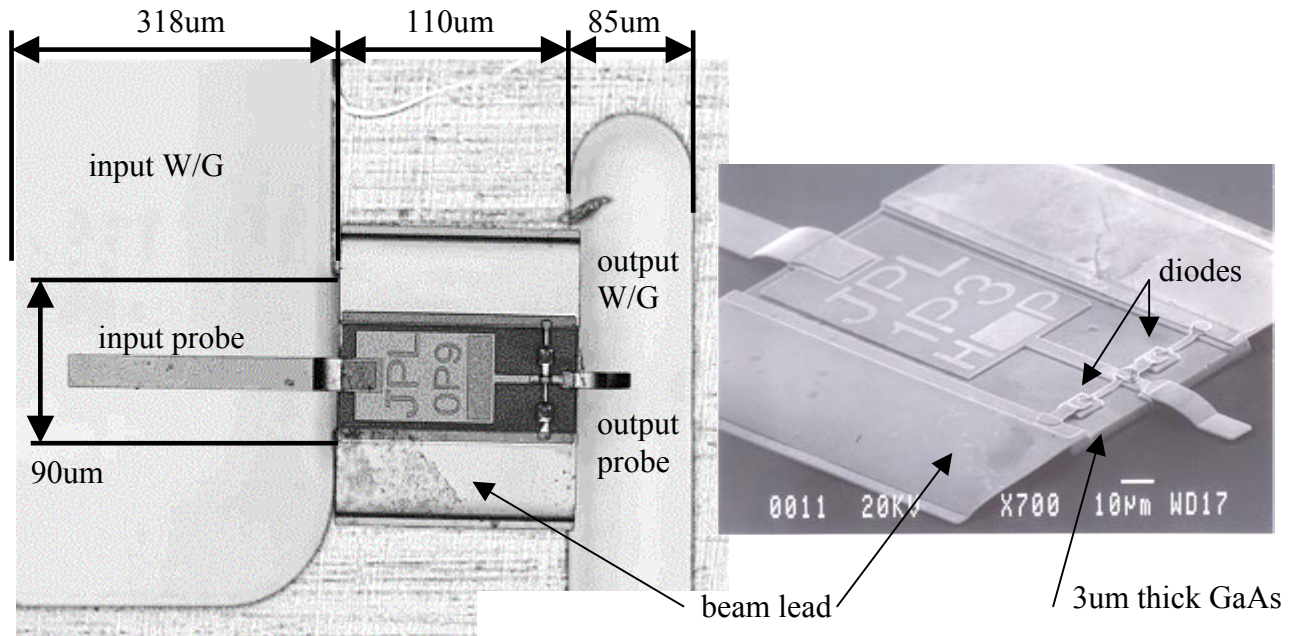 318um
110um
85um
input W/G
output
W/G
input probe
90um
JPL
OP9
output
probe
beam lead
JPL
1P3
H P
diodes
0011 20KV X700 10µm WD17
3um thick GaAs